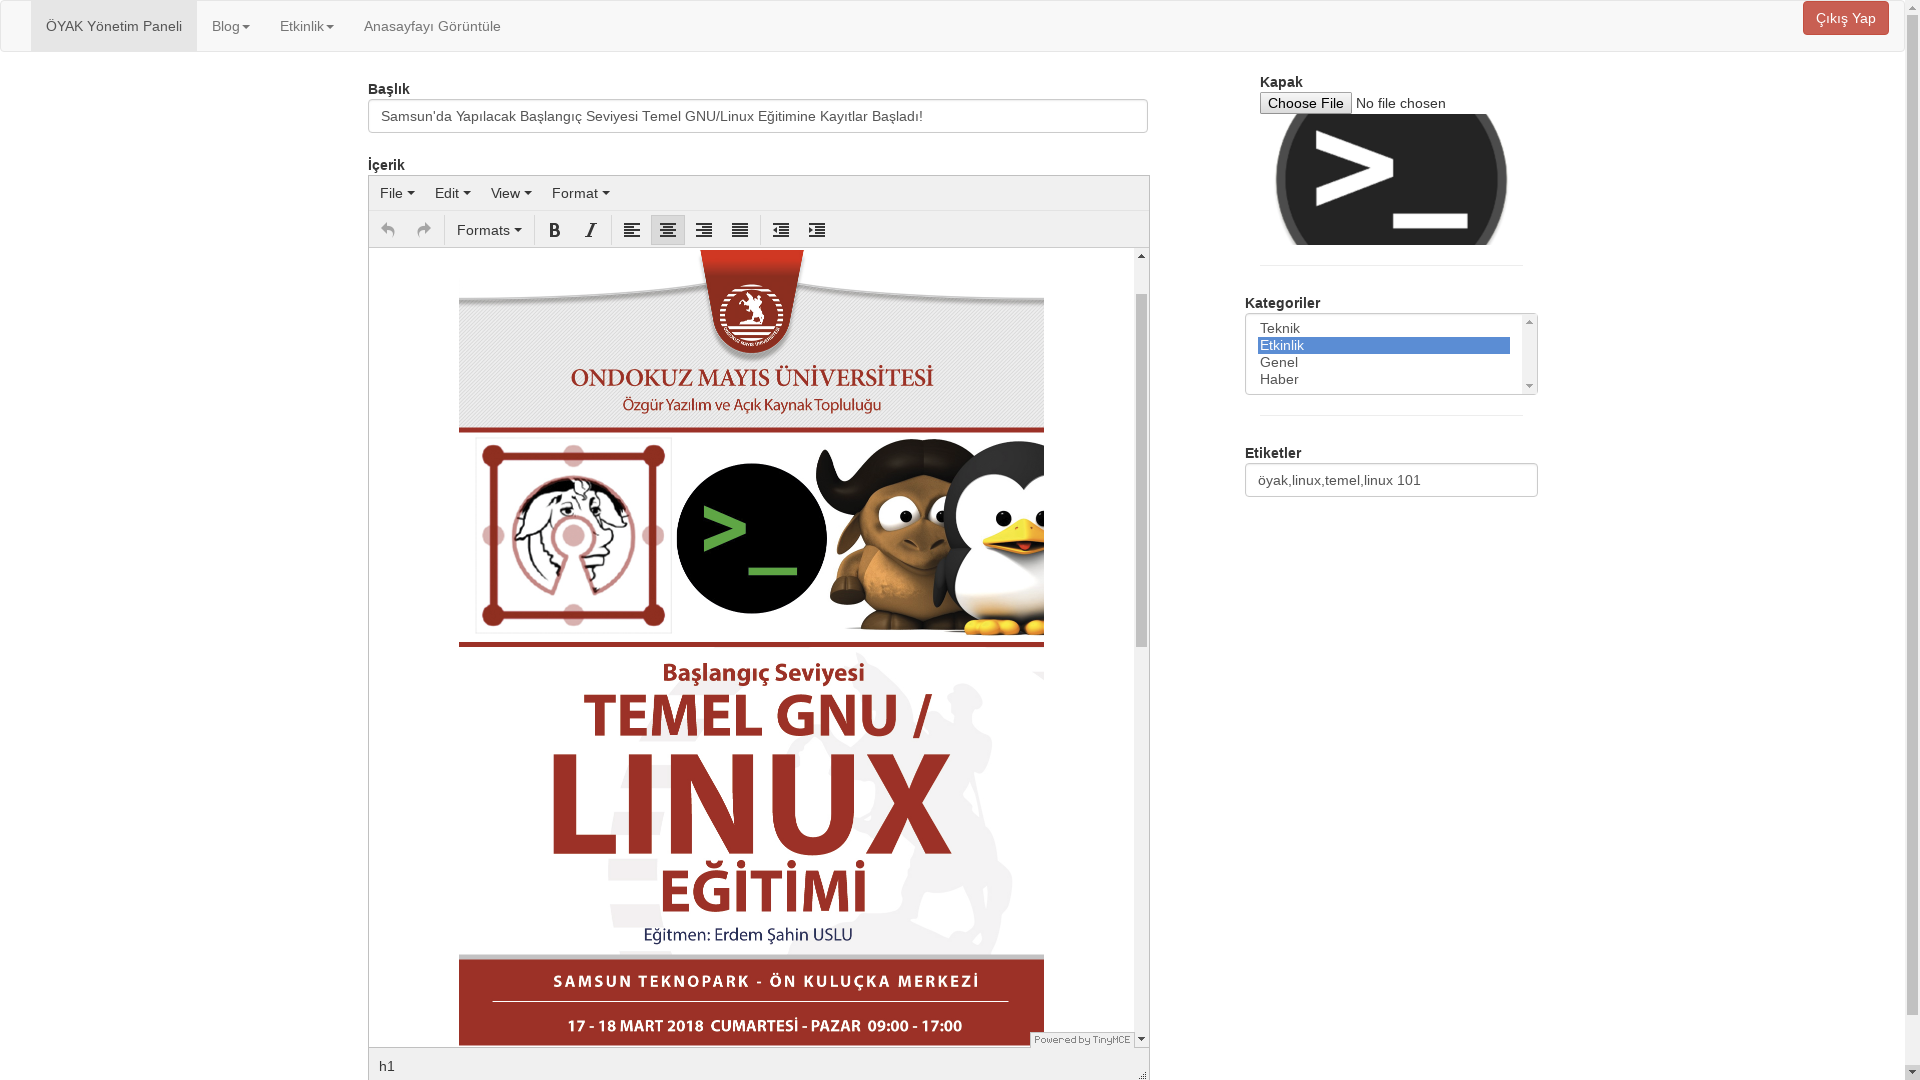 ÖYAK Yönetim Paneli Blog Etkinlik Anasayfayı Görüntüle Çıkış Yap
Başlık
Samsun'da Yapılacak Başlangıç Seviyesi Temel GNU/Linux Eğitimine Kayıtlar Başladı!
İçerik
File Edit View Format
Formats B I
ONDOKUZ MAYIS ÜNİVERSİTESİ
Özgür Yazılım ve Açık Kaynak Topluluğu
>_
Başlangıç Seviyesi
TEMEL GNU /
LINUX
EĞİTİMİ
Eğitmen: Erdem Şahin USLU
SAMSUN TEKNOPARK - ÖN KULUÇKA MERKEZİ
17 - 18 MART 2018 CUMARTESİ - PAZAR 09:00 - 17:00
Powered by TinyMCE
h1
Kapak
Choose File No file chosen
>_
Kategoriler
Teknik
Etkinlik
Genel
Haber
Etiketler
öyak,linux,temel,linux 101